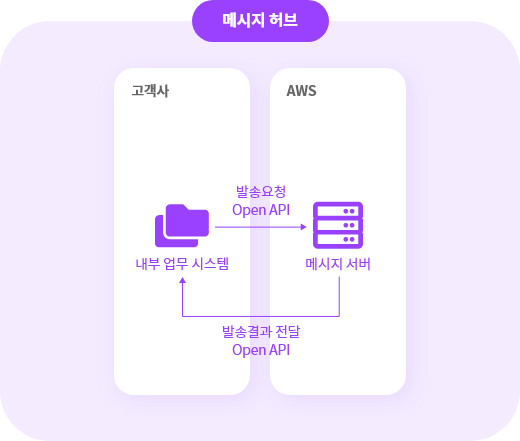 메시지 허브
고객사
AWS
발송요청
Open API
내부 업무 시스템
메시지 서버
발송결과 전달
Open API